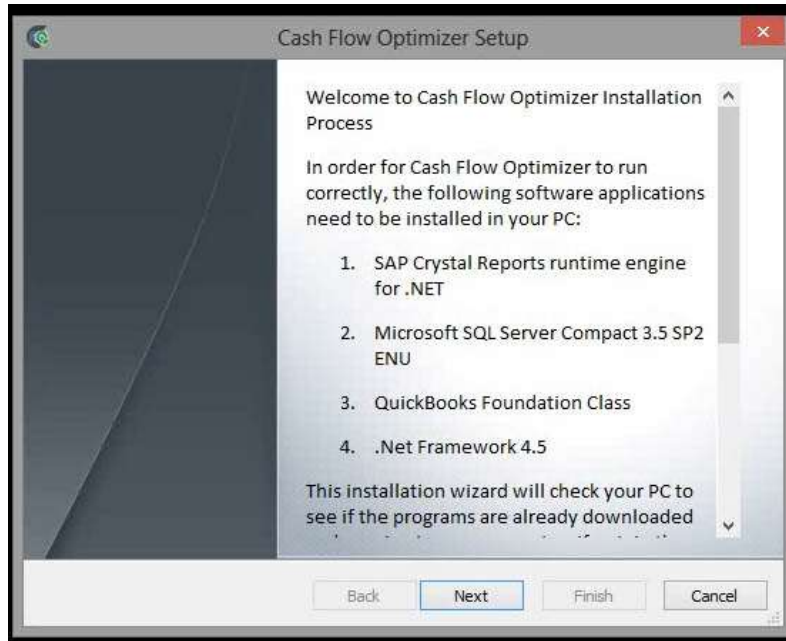 Cash Flow Optimizer Setup
Welcome to Cash Flow Optimizer Installation
Process
In order for Cash Flow Optimizer to run
correctly, the following software applications
need to be installed in your PC:
1. SAP Crystal Reports runtime engine
for .NET
2. Microsoft SQL Server Compact 3.5 SP2
ENU
3. QuickBooks Foundation Class
4. .Net Framework 4.5
This installation wizard will check your PC to
see if the programs are already downloaded
Back Next Finish Cancel